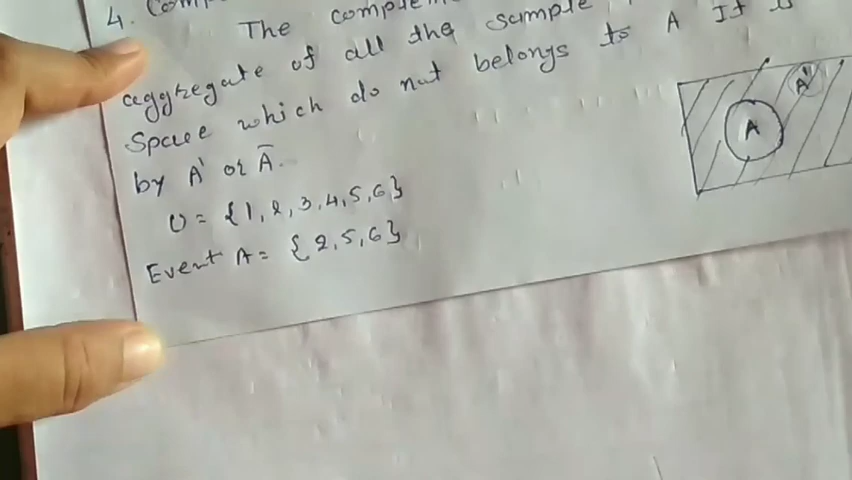 4.
The
aggregate of all the sample
Space which do not belongs to A It is
by A' or Ā.
U = {1, 2, 3, 4, 5, 6}
Event A = {2, 5, 6}
A
A'